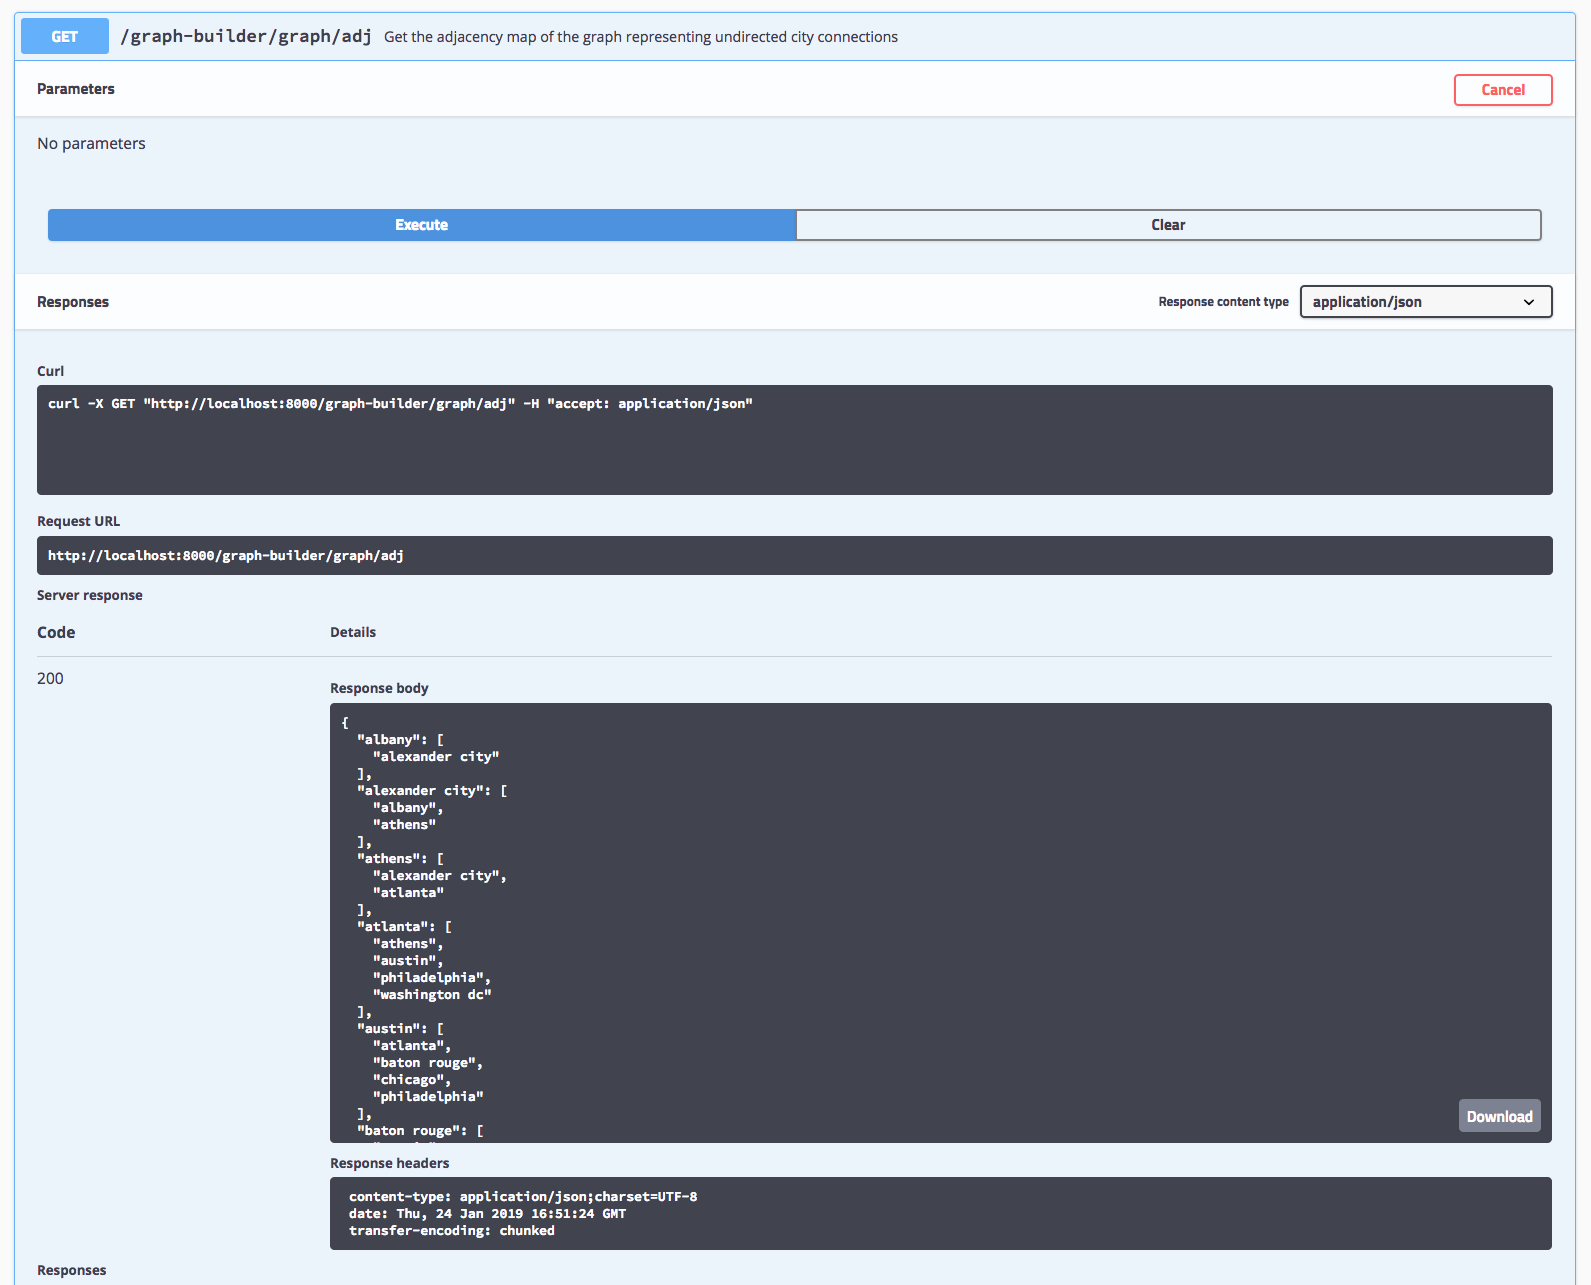 GET /graph-builder/graph/adj Get the adjacency map of the graph representing undirected city connections
Parameters Cancel
No parameters
Execute Clear
Responses Response content type application/json
Curl
curl -X GET "http://localhost:8000/graph-builder/graph/adj" -H "accept: application/json"
Request URL
http://localhost:8000/graph-builder/graph/adj
Server response
Code Details
200
Response body
{
  "albany": [
    "alexander city"
  ],
  "alexander city": [
    "albany",
    "athens"
  ],
  "athens": [
    "alexander city",
    "atlanta"
  ],
  "atlanta": [
    "athens",
    "austin",
    "philadelphia",
    "washington dc"
  ],
  "austin": [
    "atlanta",
    "baton rouge",
    "chicago",
    "philadelphia"
  ],
  "baton rouge": [
Download
Response headers
content-type: application/json;charset=UTF-8
date: Thu, 24 Jan 2019 16:51:24 GMT
transfer-encoding: chunked
Responses